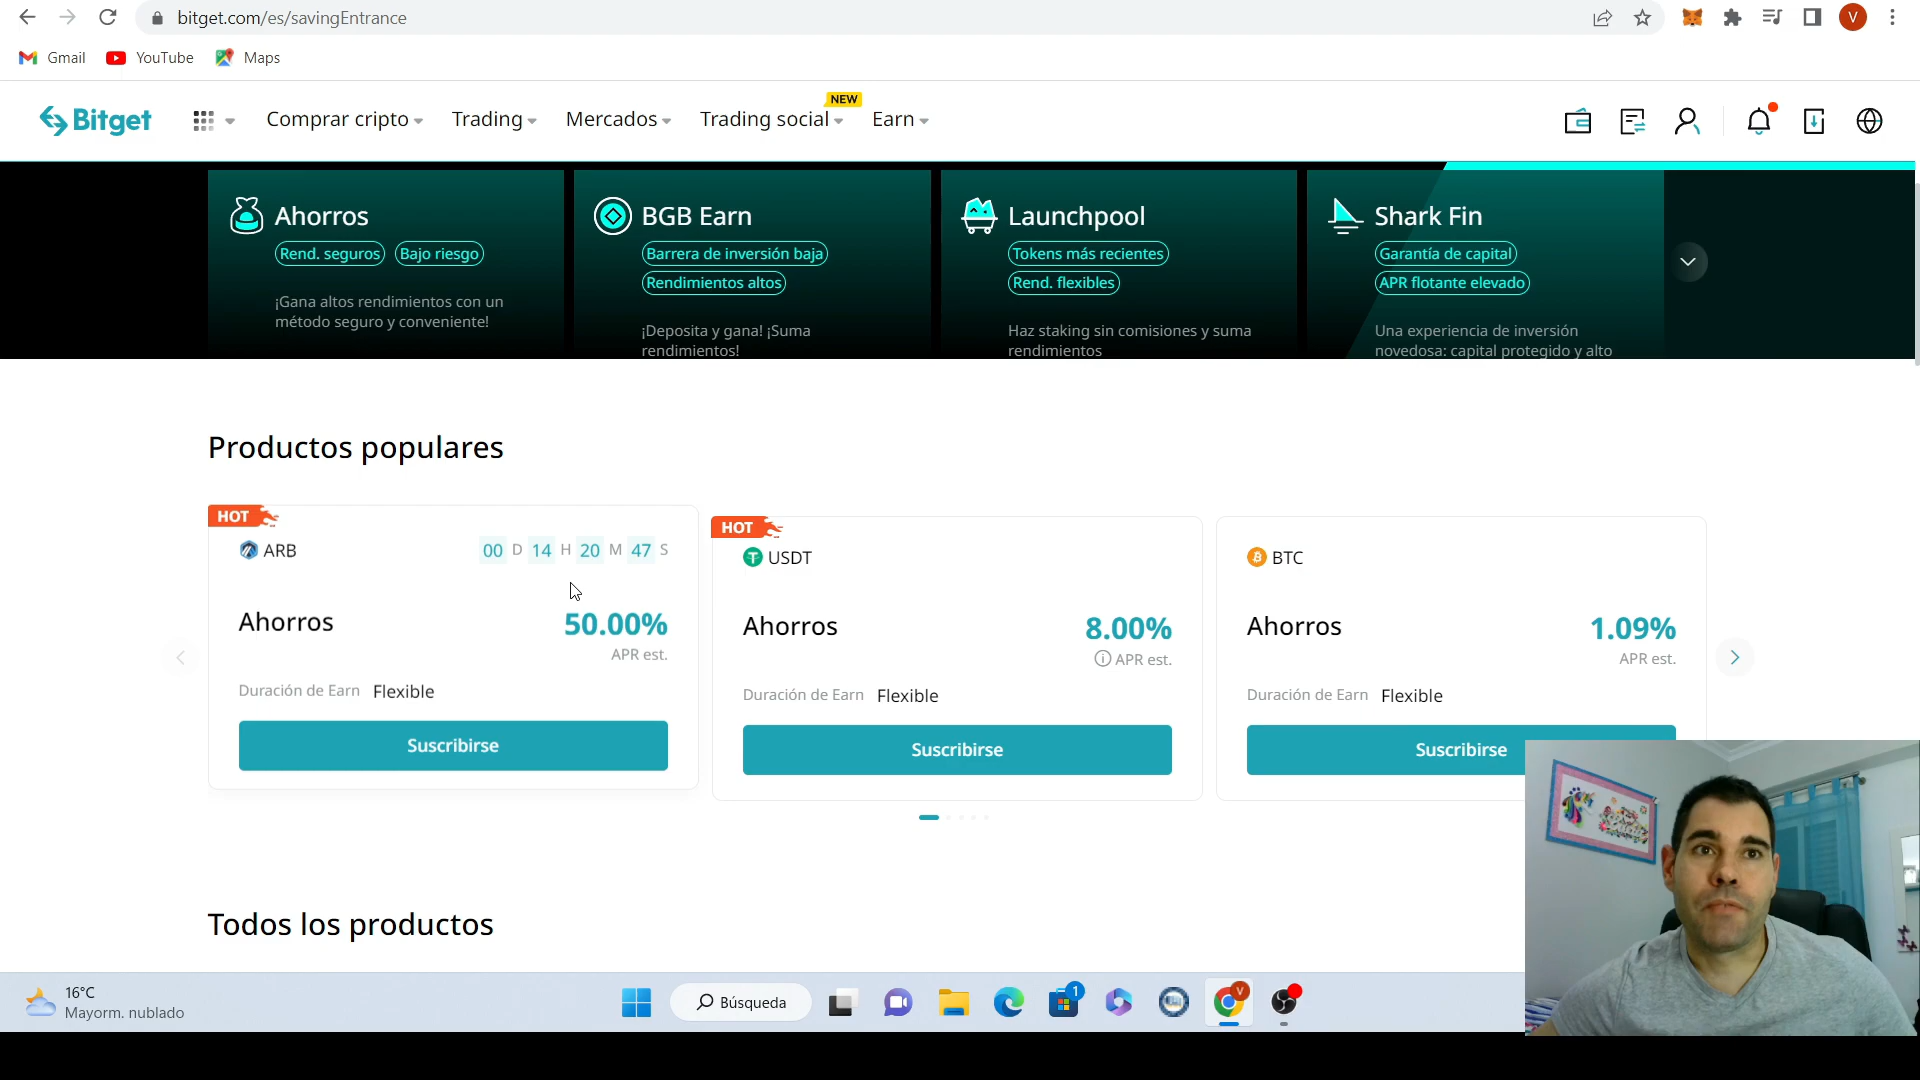 bitget.com/es/savingEntrance
V
Gmail
YouTube
Maps
Bitget
Comprar cripto
Trading
Mercados
Trading social
NEW
Earn
Ahorros
Rend. seguros
Bajo riesgo
¡Gana altos rendimientos con un
método seguro y conveniente!
BGB Earn
Barrera de inversión baja
Rendimientos altos
¡Deposita y gana! ¡Suma
rendimientos!
Launchpool
Tokens más recientes
Rend. flexibles
Haz staking sin comisiones y suma
rendimientos
Shark Fin
Garantía de capital
APR flotante elevado
Una experiencia de inversión
novedosa: capital protegido y alto
Productos populares
HOT
ARB
00 D 14 H 20 M 47 S
Ahorros
50.00%
APR est.
Duración de Earn Flexible
Suscribirse
HOT
USDT
Ahorros
8.00%
APR est.
Duración de Earn Flexible
Suscribirse
BTC
Ahorros
1.09%
APR est.
Duración de Earn Flexible
Suscribirse
Todos los productos
16°C
Mayorm. nublado
Búsqueda
1
V